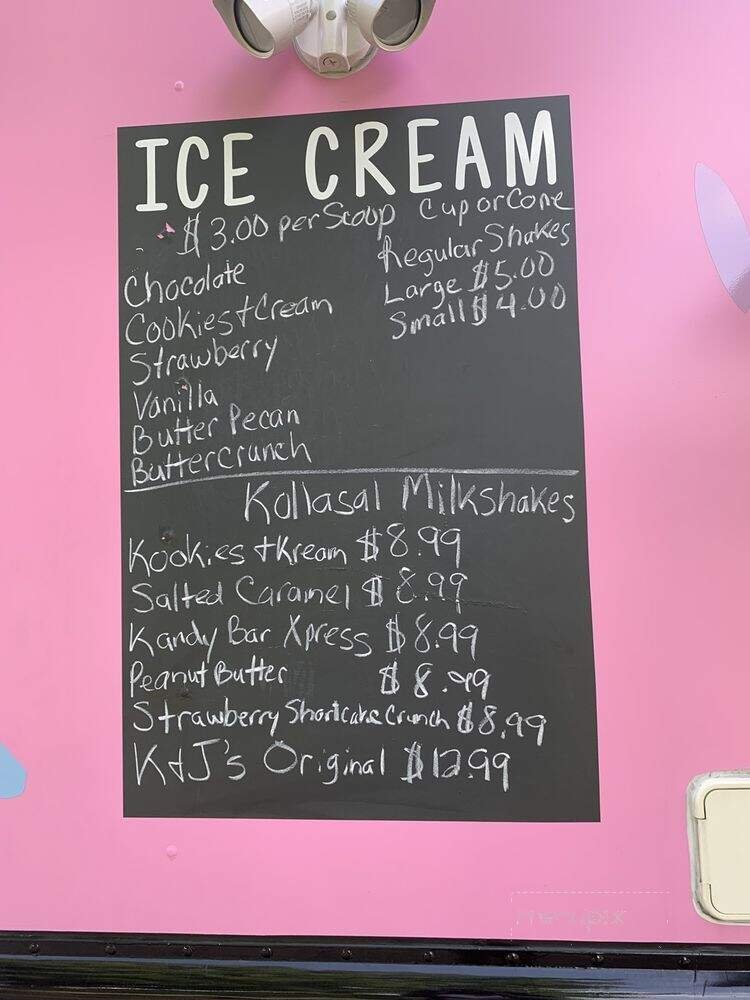 ICE CREAM
$3.00 per Scoop Cup or Cone
Regular Shakes
Large $5.00
Small $4.00
Chocolate
Cookies + Cream
Strawberry
Vanilla
Butter Pecan
Buttercrunch
Kollasal Milkshakes
Kookies + Kream $8.99
Salted Caramel $8.99
Kandy Bar Xpress $8.99
Peanut Butter $8.99
Strawberry Shortcake Crunch $8.99
K+J's Original $12.99
menupix